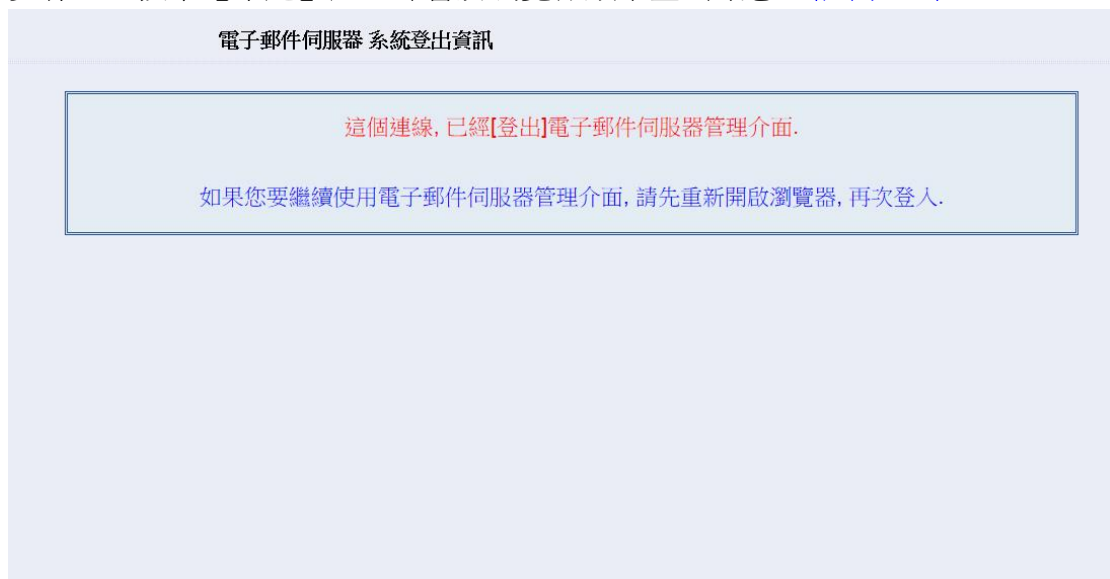 電子郵件伺服器 系統登出資訊
這個連線, 已經[登出]電子郵件伺服器管理介面.
如果您要繼續使用電子郵件伺服器管理介面, 請先重新開啟瀏覽器, 再次登入.